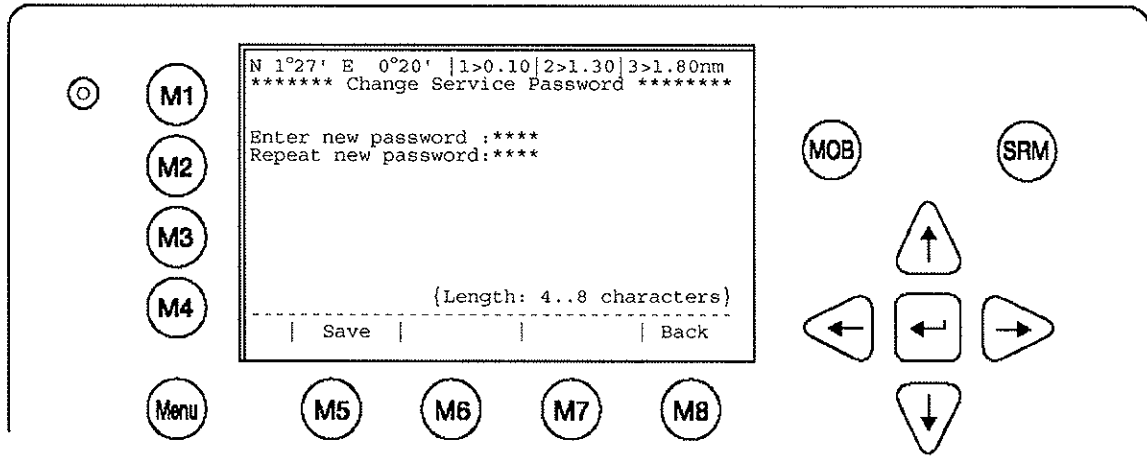 N 1°27' E 0°20' |1>0.10|2>1.30|3>1.80nm
******* Change Service Password ********
Enter new password :****
Repeat new password:****
(Length: 4..8 characters)
| Save | | | Back
M1
M2
M3
M4
Menu
M5
M6
M7
M8
MOB
SRM